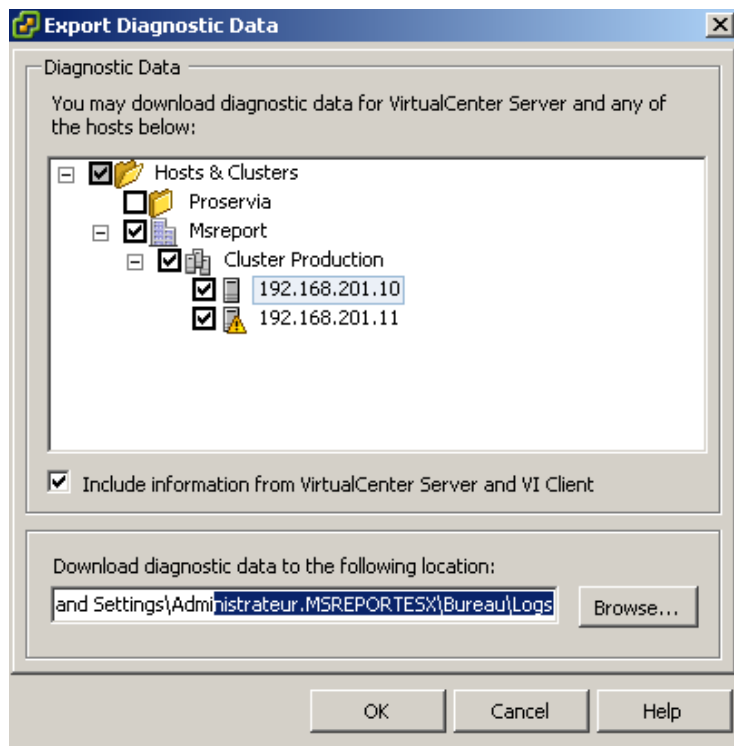 Export Diagnostic Data
Diagnostic Data
You may download diagnostic data for VirtualCenter Server and any of
the hosts below:
Hosts & Clusters
Proservia
Msreport
Cluster Production
192.168.201.10
192.168.201.11
Include information from VirtualCenter Server and VI Client
Download diagnostic data to the following location:
and Settings\Administrateur.MSREPORTESX\Bureau\Logs
Browse...
OK
Cancel
Help